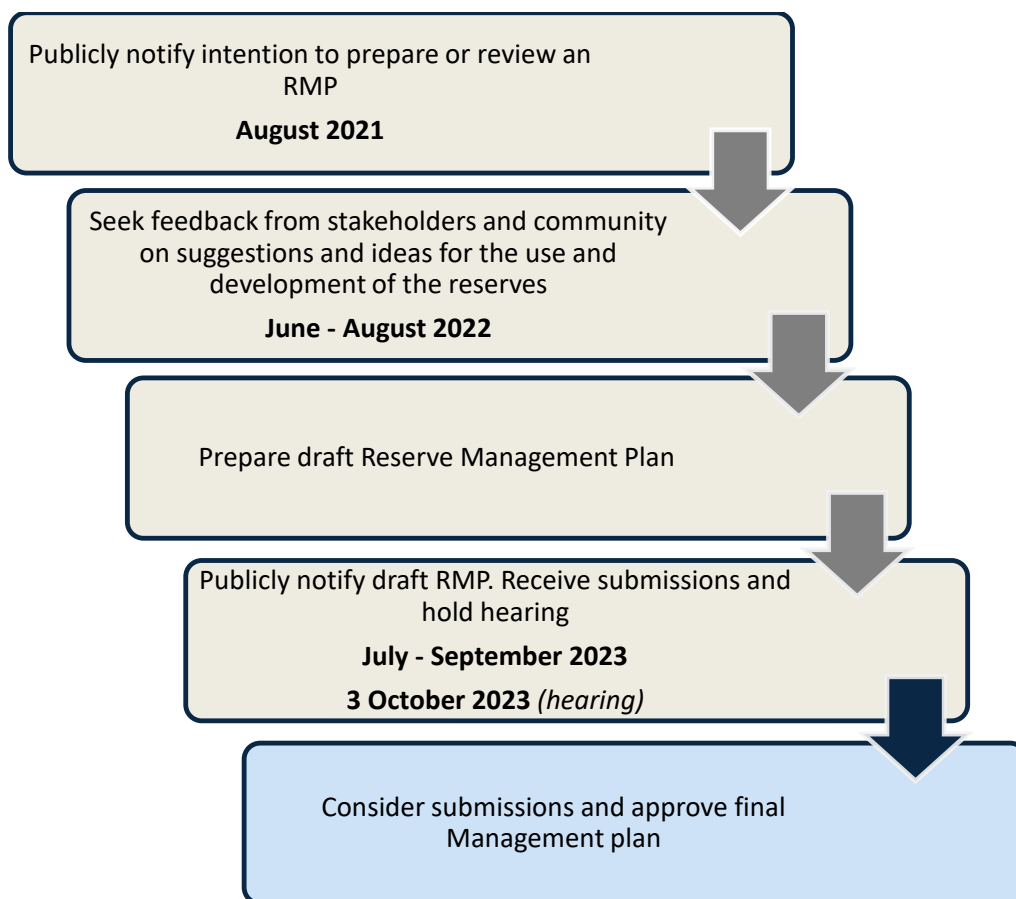 Publicly notify intention to prepare or review an
RMP
August 2021
Seek feedback from stakeholders and community
on suggestions and ideas for the use and
development of the reserves
June - August 2022
Prepare draft Reserve Management Plan
Publicly notify draft RMP. Receive submissions and
hold hearing
July - September 2023
3 October 2023 (hearing)
Consider submissions and approve final
Management plan